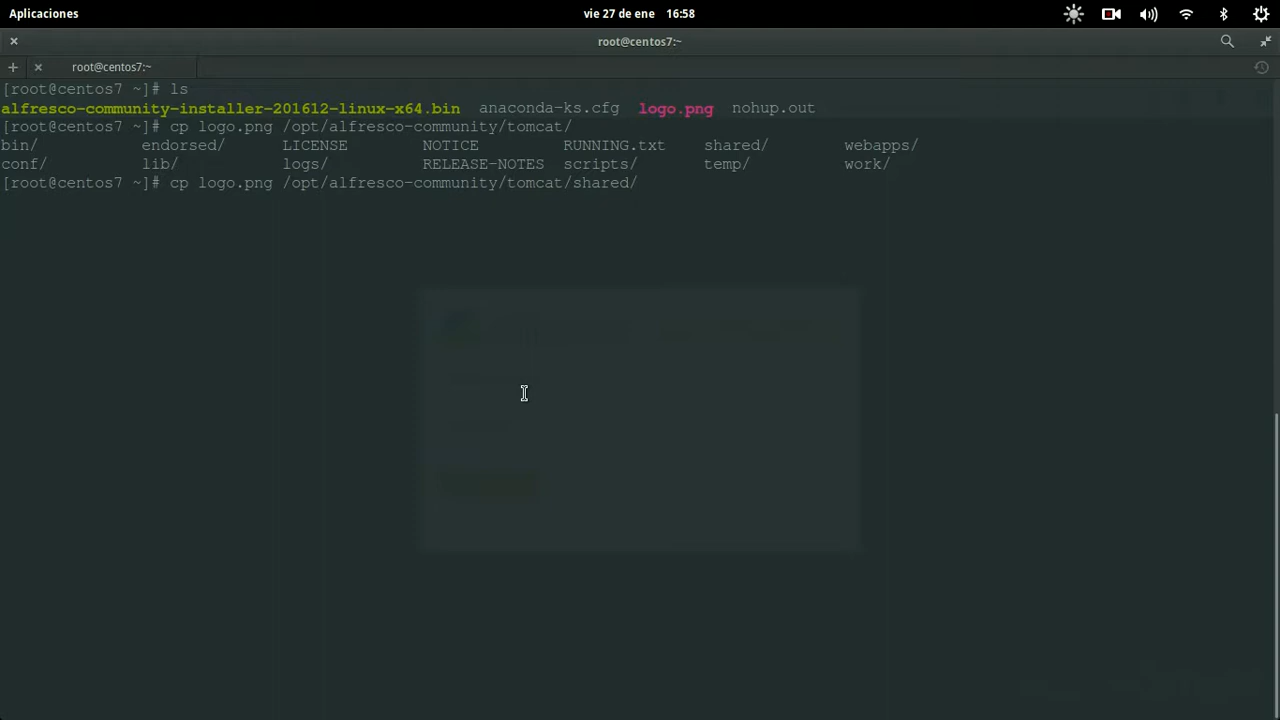 Aplicaciones vie 27 de ene 16:58
root@centos7:~
root@centos7:~
[root@centos7 ~]# ls
alfresco-community-installer-201612-linux-x64.bin anaconda-ks.cfg logo.png nohup.out
[root@centos7 ~]# cp logo.png /opt/alfresco-community/tomcat/
bin/ endorsed/ LICENSE NOTICE RUNNING.txt shared/ webapps/
conf/ lib/ logs/ RELEASE-NOTES scripts/ temp/ work/
[root@centos7 ~]# cp logo.png /opt/alfresco-community/tomcat/shared/